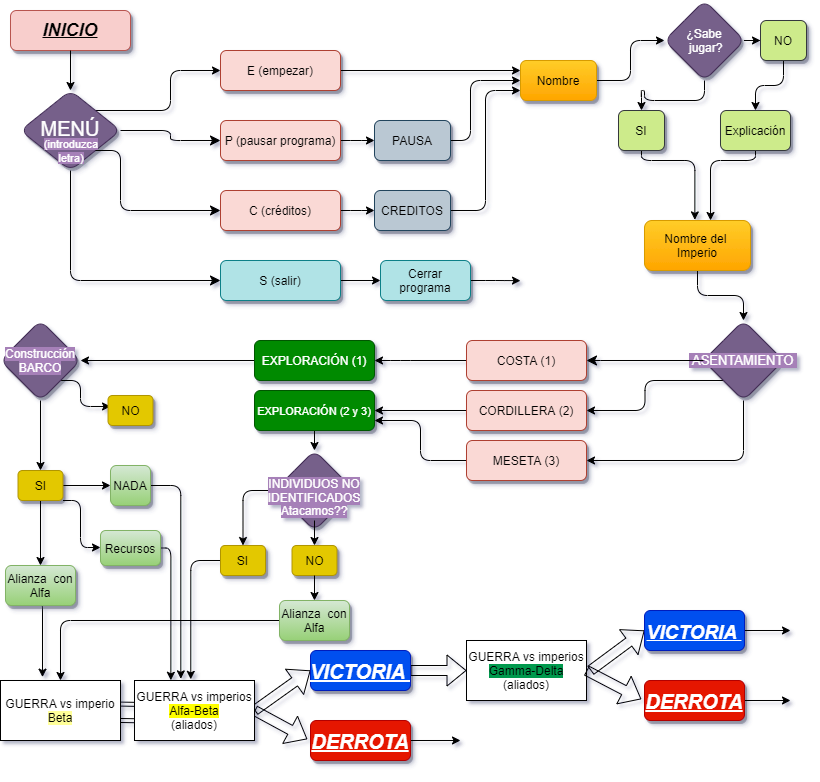 INICIO
¿Sabe
jugar?
NO
E (empezar)
Nombre
MENÚ
(introduzca
letra)
P (pausar programa)
PAUSA
SI
Explicación
C (créditos)
CREDITOS
Nombre del
Imperio
S (salir)
Cerrar
programa
Construcción
BARCO
EXPLORACIÓN (1)
COSTA (1)
ASENTAMIENTO
NO
EXPLORACIÓN (2 y 3)
CORDILLERA (2)
MESETA (3)
SI
NADA
INDIVIDUOS NO
IDENTIFICADOS
Atacamos??
Recursos
SI
NO
Alianza con
Alfa
Alianza con
Alfa
GUERRA vs imperio
Beta
GUERRA vs imperios
Alfa-Beta
(aliados)
VICTORIA
DERROTA
GUERRA vs imperios
Gamma-Delta
(aliados)
VICTORIA
DERROTA